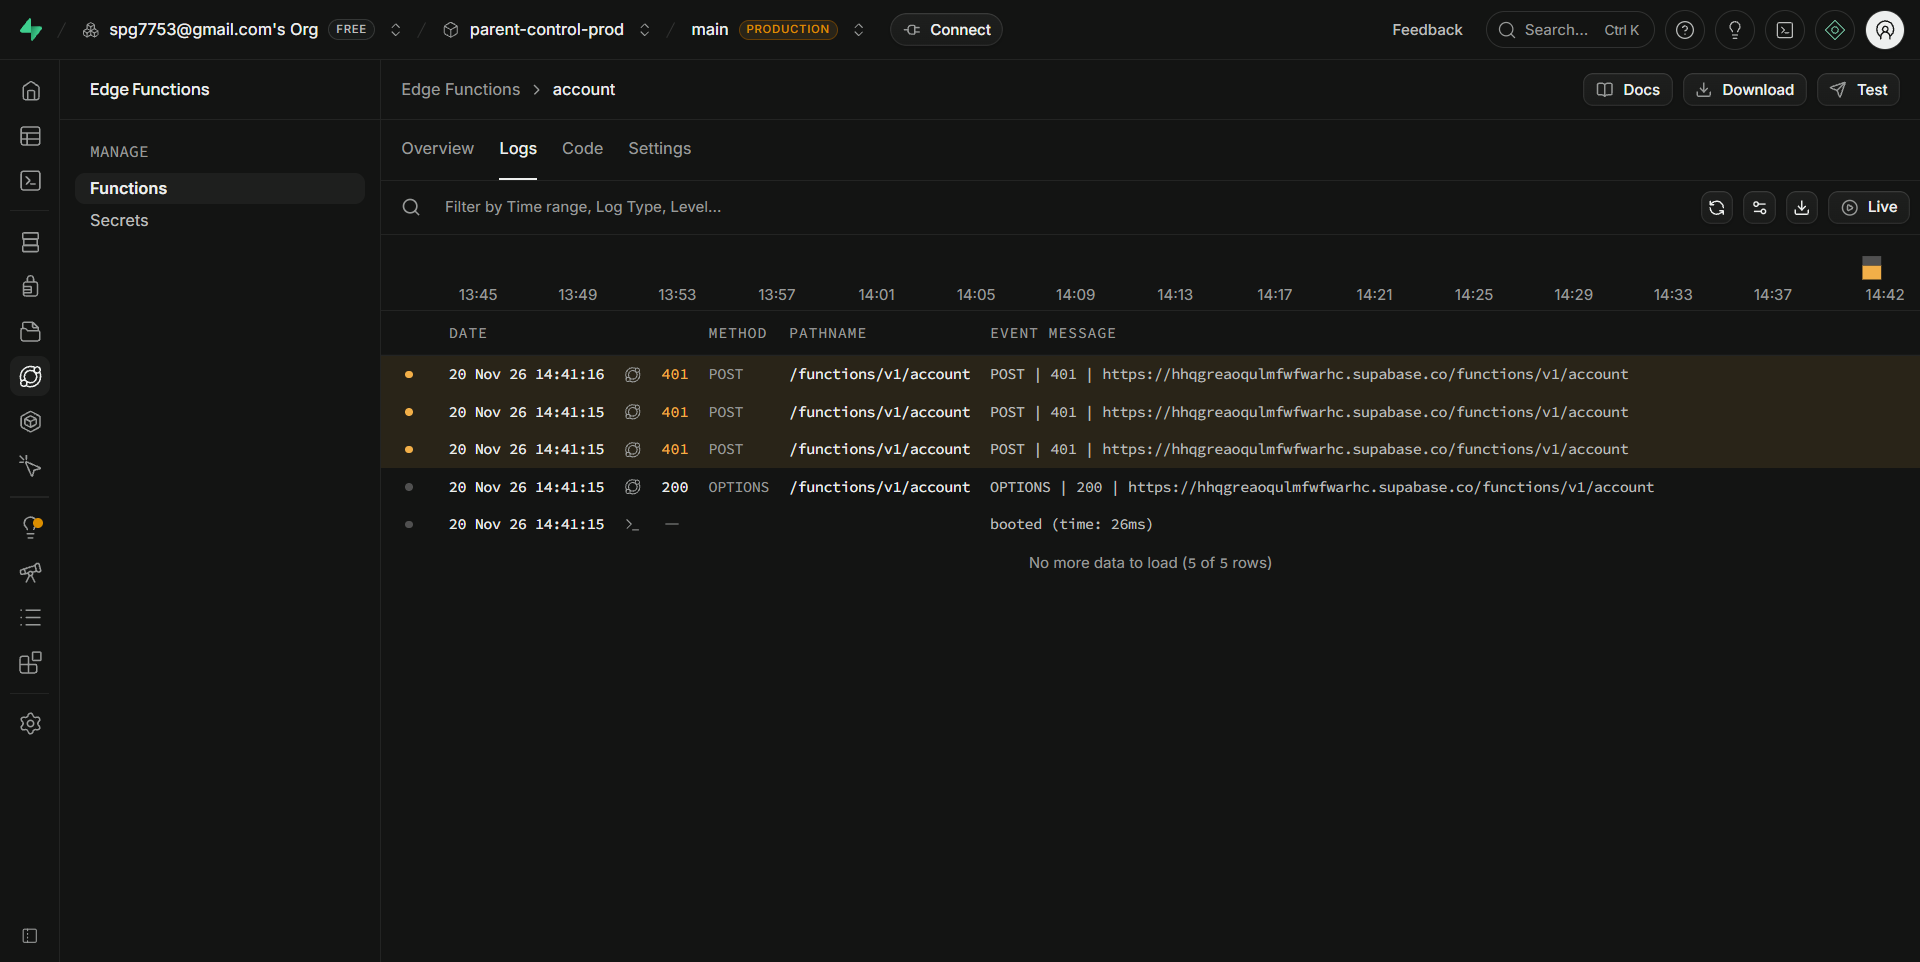 spg7753@gmail.com's Org FREE parent-control-prod main PRODUCTION Connect Feedback Search... Ctrl K
Edge Functions
Edge Functions > account Docs Download Test
MANAGE
Functions
Secrets
Overview Logs Code Settings
Filter by Time range, Log Type, Level... Live
13:45 13:49 13:53 13:57 14:01 14:05 14:09 14:13 14:17 14:21 14:25 14:29 14:33 14:37 14:42
DATE METHOD PATHNAME EVENT MESSAGE
20 Nov 26 14:41:16 401 POST /functions/v1/account POST | 401 | https://hhqgreaoqulmfwfwarhc.supabase.co/functions/v1/account
20 Nov 26 14:41:15 401 POST /functions/v1/account POST | 401 | https://hhqgreaoqulmfwfwarhc.supabase.co/functions/v1/account
20 Nov 26 14:41:15 401 POST /functions/v1/account POST | 401 | https://hhqgreaoqulmfwfwarhc.supabase.co/functions/v1/account
20 Nov 26 14:41:15 200 OPTIONS /functions/v1/account OPTIONS | 200 | https://hhqgreaoqulmfwfwarhc.supabase.co/functions/v1/account
20 Nov 26 14:41:15 — booted (time: 26ms)
No more data to load (5 of 5 rows)